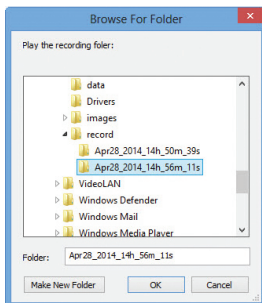 Browse For Folder
Play the recording foler:
data
Drivers
images
record
Apr28_2014_14h_50m_39s
Apr28_2014_14h_56m_11s
VideoLAN
Windows Defender
Windows Mail
Windows Media Player
Folder: Apr28_2014_14h_56m_11s
Make New Folder OK Cancel